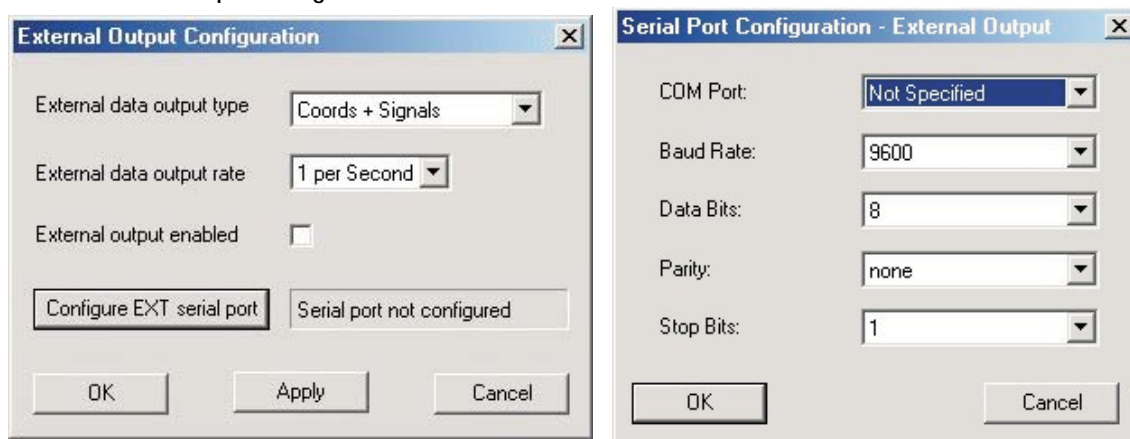 External Output Configuration
External data output type
Coords + Signals
External data output rate
1 per Second
External output enabled
Configure EXT serial port
Serial port not configured
OK
Apply
Cancel
Serial Port Configuration - External Output
COM Port:
Not Specified
Baud Rate:
9600
Data Bits:
8
Parity:
none
Stop Bits:
1
OK
Cancel